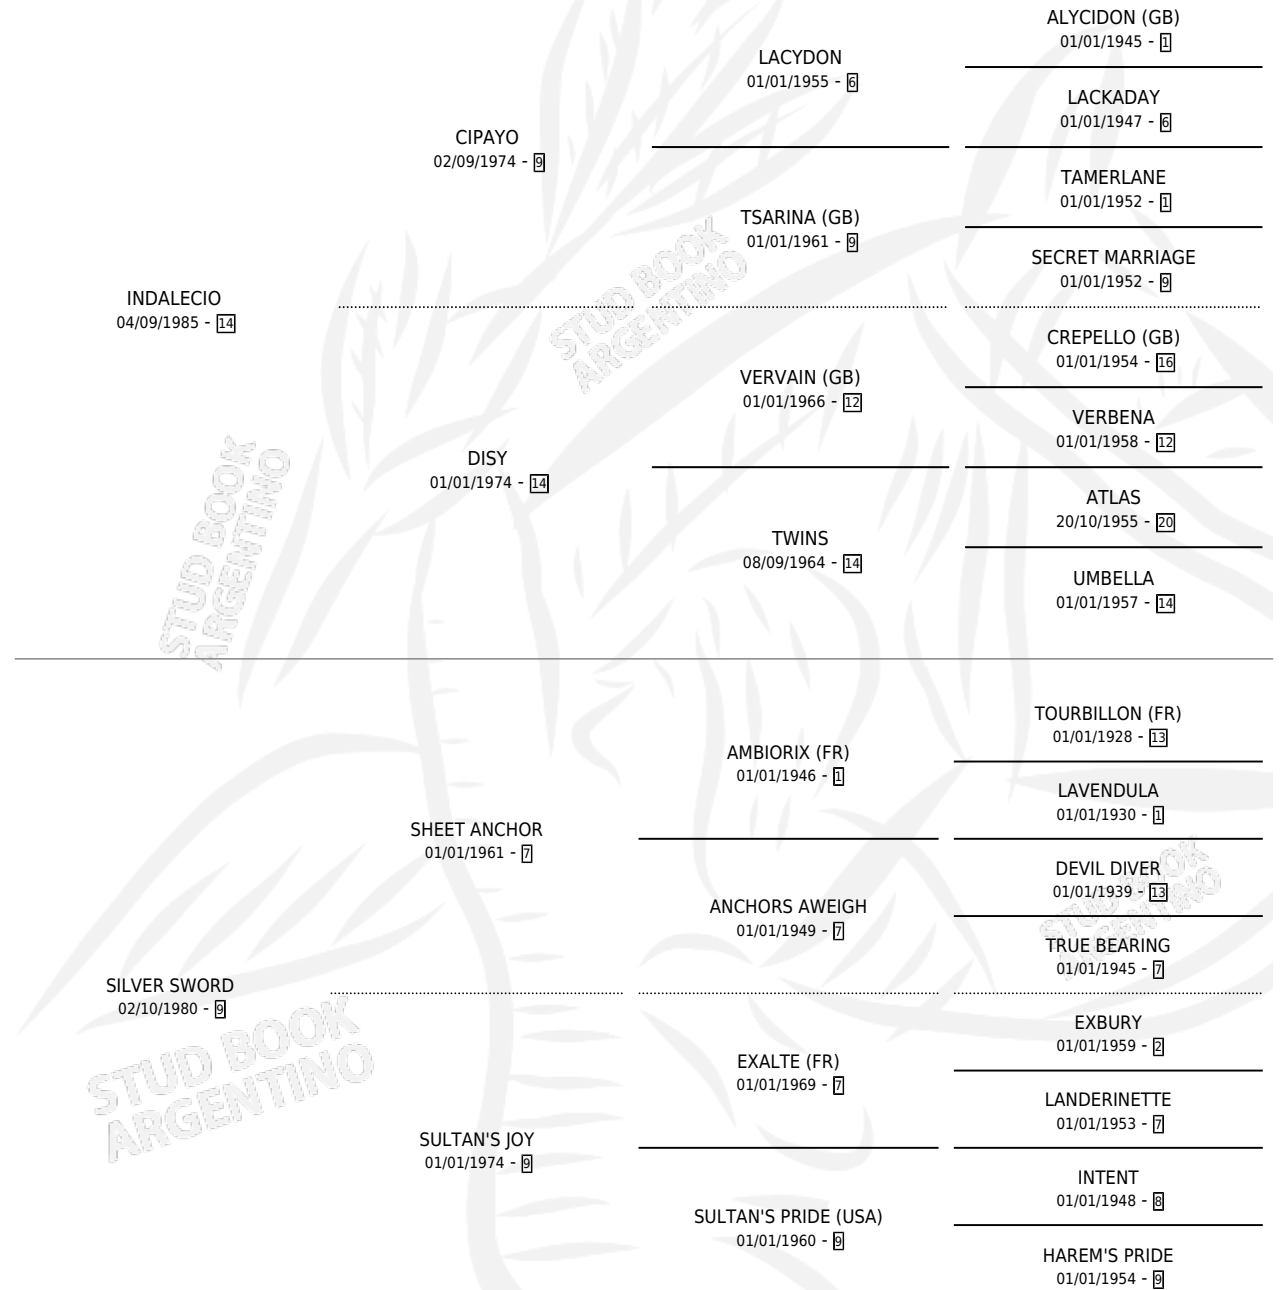 ALYCIDON (GB)
01/01/1945 - 1
LACYDON
01/01/1955 - 6
LACKADAY
01/01/1947 - 6
CIPAYO
02/09/1974 - 9
TAMERLANE
01/01/1952 - 1
TSARINA (GB)
01/01/1961 - 9
SECRET MARRIAGE
01/01/1952 - 9
INDALECIO
04/09/1985 - 14
STUD BOOK
ARGENTINO
CREPELLO (GB)
01/01/1954 - 16
VERVAIN (GB)
01/01/1966 - 12
VERBENA
01/01/1958 - 12
DISY
01/01/1974 - 14
ATLAS
20/10/1955 - 20
TWINS
08/09/1964 - 14
UMBELLA
01/01/1957 - 14
STUD BOOK
ARGENTINO
TOURBILLON (FR)
01/01/1928 - 13
AMBIORIX (FR)
01/01/1946 - 1
LAVENDULA
01/01/1930 - 1
SHEET ANCHOR
01/01/1961 - 7
DEVIL DIVER
01/01/1939 - 13
ANCHORS AWEIGH
01/01/1949 - 7
TRUE BEARING
01/01/1945 - 7
STUD BOOK
ARGENTINO
SILVER SWORD
02/10/1980 - 9
EXBURY
01/01/1959 - 2
EXALTE (FR)
01/01/1969 - 7
LANDERINETTE
01/01/1953 - 7
STUD BOOK
ARGENTINO
SULTAN'S JOY
01/01/1974 - 9
INTENT
01/01/1948 - 8
SULTAN'S PRIDE (USA)
01/01/1960 - 9
HAREM'S PRIDE
01/01/1954 - 9